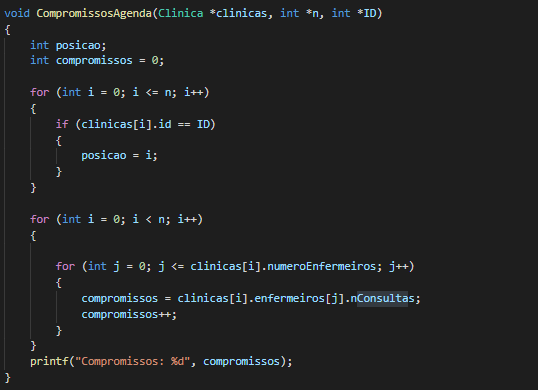 void CompromissosAgenda(Clinica *clinicas, int *n, int *ID)
{
int posicao;
int compromissos = 0;
for (int i = 0; i <= n; i++)
{
if (clinicas[i].id == ID)
{
posicao = i;
}
}
for (int i = 0; i < n; i++)
{
for (int j = 0; j <= clinicas[i].numeroEnfermeiros; j++)
{
compromissos = clinicas[i].enfermeiros[j].nConsultas;
compromissos++;
}
}
printf("Compromissos: %d", compromissos);
}